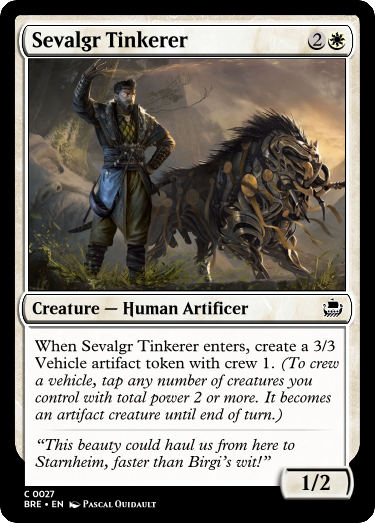 Sevalgr Tinkerer 2
Creature — Human Artificer
When Sevalgr Tinkerer enters, create a 3/3
Vehicle artifact token with crew 1. (To crew
a vehicle, tap any number of creatures you
control with total power 2 or more. It becomes
an artifact creature until end of turn.)
“This beauty could haul us from here to
Starnheim, faster than Birgi’s wit!”
1/2
C 0027
BRE • EN Pascal Quidault